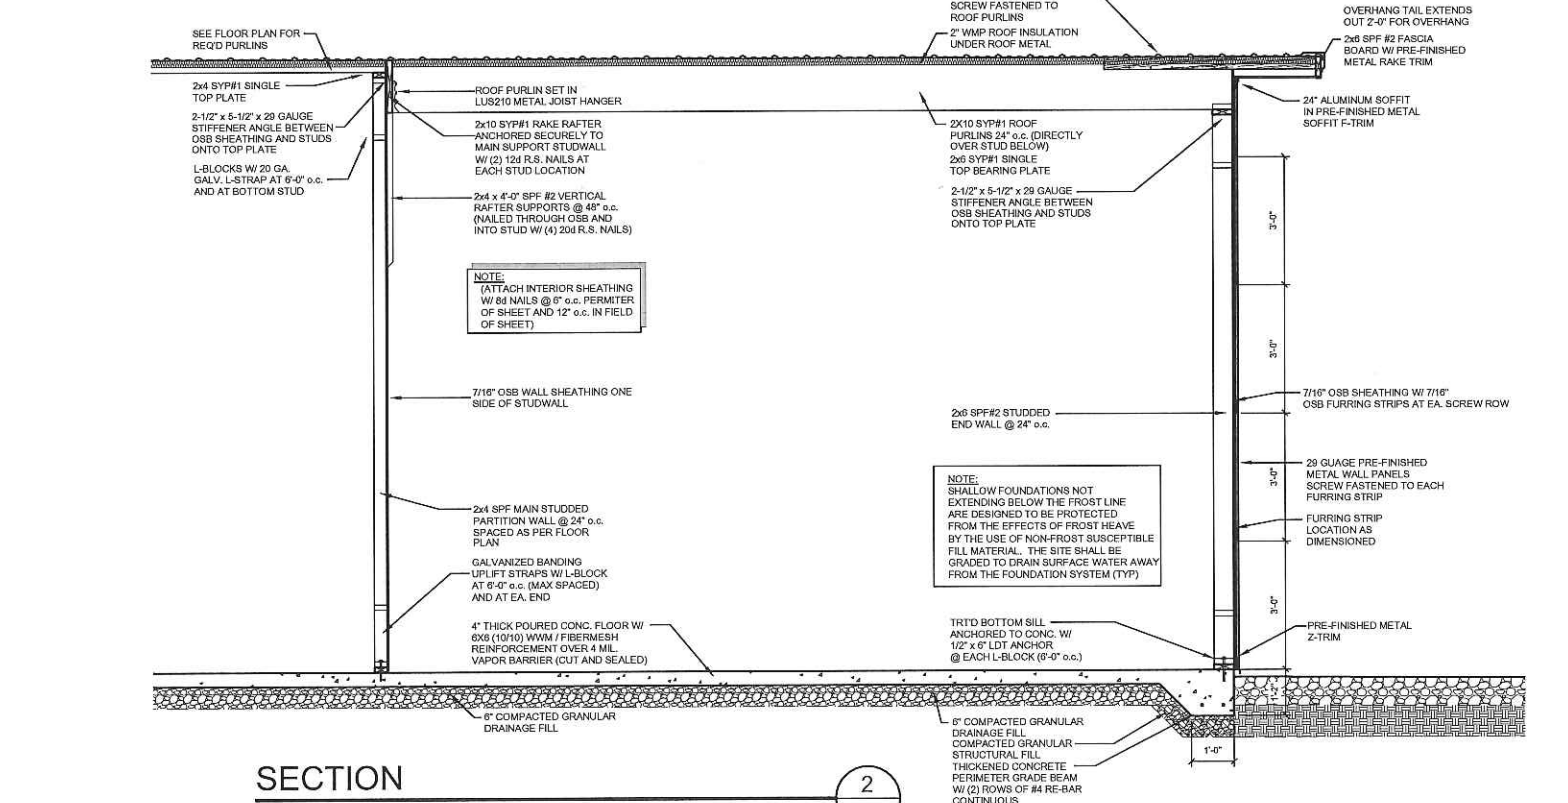 SCREW FASTENED TO
ROOF PURLINS
2" WMP ROOF INSULATION
UNDER ROOF METAL
OVERHANG TAIL EXTENDS
OUT 2'-0" FOR OVERHANG
2x6 SPF #2 FASCIA
BOARD W/ PRE-FINISHED
METAL RAKE TRIM
SEE FLOOR PLAN FOR
REQ'D PURLINS
2x4 SYP#1 SINGLE
TOP PLATE
2-1/2" x 5-1/2" x 29 GAUGE
STIFFENER ANGLE BETWEEN
OSB SHEATHING AND STUDS
ONTO TOP PLATE
L-BLOCKS W/ 20 GA.
GALV. L-STRAP AT 6'-0" o.c.
AND AT BOTTOM STUD
ROOF PURLIN SET IN
LUS210 METAL JOIST HANGER
2x10 SYP#1 RAKE RAFTER
ANCHORED SECURELY TO
MAIN SUPPORT STUDWALL
W/ (2) 12d R.S. NAILS AT
EACH STUD LOCATION
2x4 x 4'-0" SPF #2 VERTICAL
RAFTER SUPPORTS @ 48" o.c.
(NAILED THROUGH OSB AND
INTO STUD W/ (4) 20d R.S. NAILS)
NOTE:
(ATTACH INTERIOR SHEATHING
W/ 8d NAILS @ 6" o.c. PERMITER
OF SHEET AND 12" o.c. IN FIELD
OF SHEET)
7/16" OSB WALL SHEATHING ONE
SIDE OF STUDWALL
2x4 SPF MAIN STUDDED
PARTITION WALL @ 24" o.c.
SPACED AS PER FLOOR
PLAN
GALVANIZED BANDING
UPLIFT STRAPS W/ L-BLOCK
AT 6'-0" o.c. (MAX SPACED)
AND AT EA. END
4" THICK POURED CONC. FLOOR W/
6X6 (10/10) WWM / FIBERMESH
REINFORCEMENT OVER 4 MIL.
VAPOR BARRIER (CUT AND SEALED)
6" COMPACTED GRANULAR
DRAINAGE FILL
2X10 SYP#1 ROOF
PURLINS 24" o.c. (DIRECTLY
OVER STUD BELOW)
2x6 SYP#1 SINGLE
TOP BEARING PLATE
2-1/2" x 5-1/2" x 29 GAUGE
STIFFENER ANGLE BETWEEN
OSB SHEATHING AND STUDS
ONTO TOP PLATE
2x6 SPF#2 STUDDED
END WALL @ 24" o.c.
NOTE:
SHALLOW FOUNDATIONS NOT
EXTENDING BELOW THE FROST LINE
ARE DESIGNED TO BE PROTECTED
FROM THE EFFECTS OF FROST HEAVE
BY THE USE OF NON-FROST SUSCEPTIBLE
FILL MATERIAL. THE SITE SHALL BE
GRADED TO DRAIN SURFACE WATER AWAY
FROM THE FOUNDATION SYSTEM (TYP)
TRT'D BOTTOM SILL
ANCHORED TO CONC. W/
1/2" x 6" LDT ANCHOR
@ EACH L-BLOCK (6'-0" o.c.)
6" COMPACTED GRANULAR
DRAINAGE FILL
COMPACTED GRANULAR
STRUCTURAL FILL
THICKENED CONCRETE
PERIMETER GRADE BEAM
W/ (2) ROWS OF #4 RE-BAR
CONTINUOUS
24" ALUMINUM SOFFIT
IN PRE-FINISHED METAL
SOFFIT F-TRIM
3'-0"
3'-0"
7/16" OSB SHEATHING W/ 7/16"
OSB FURRING STRIPS AT EA. SCREW ROW
3'-0"
29 GUAGE PRE-FINISHED
METAL WALL PANELS
SCREW FASTENED TO EACH
FURRING STRIP
FURRING STRIP
LOCATION AS
DIMENSIONED
3'-0"
PRE-FINISHED METAL
Z-TRIM
1'-2"
1'-0"
SECTION
2